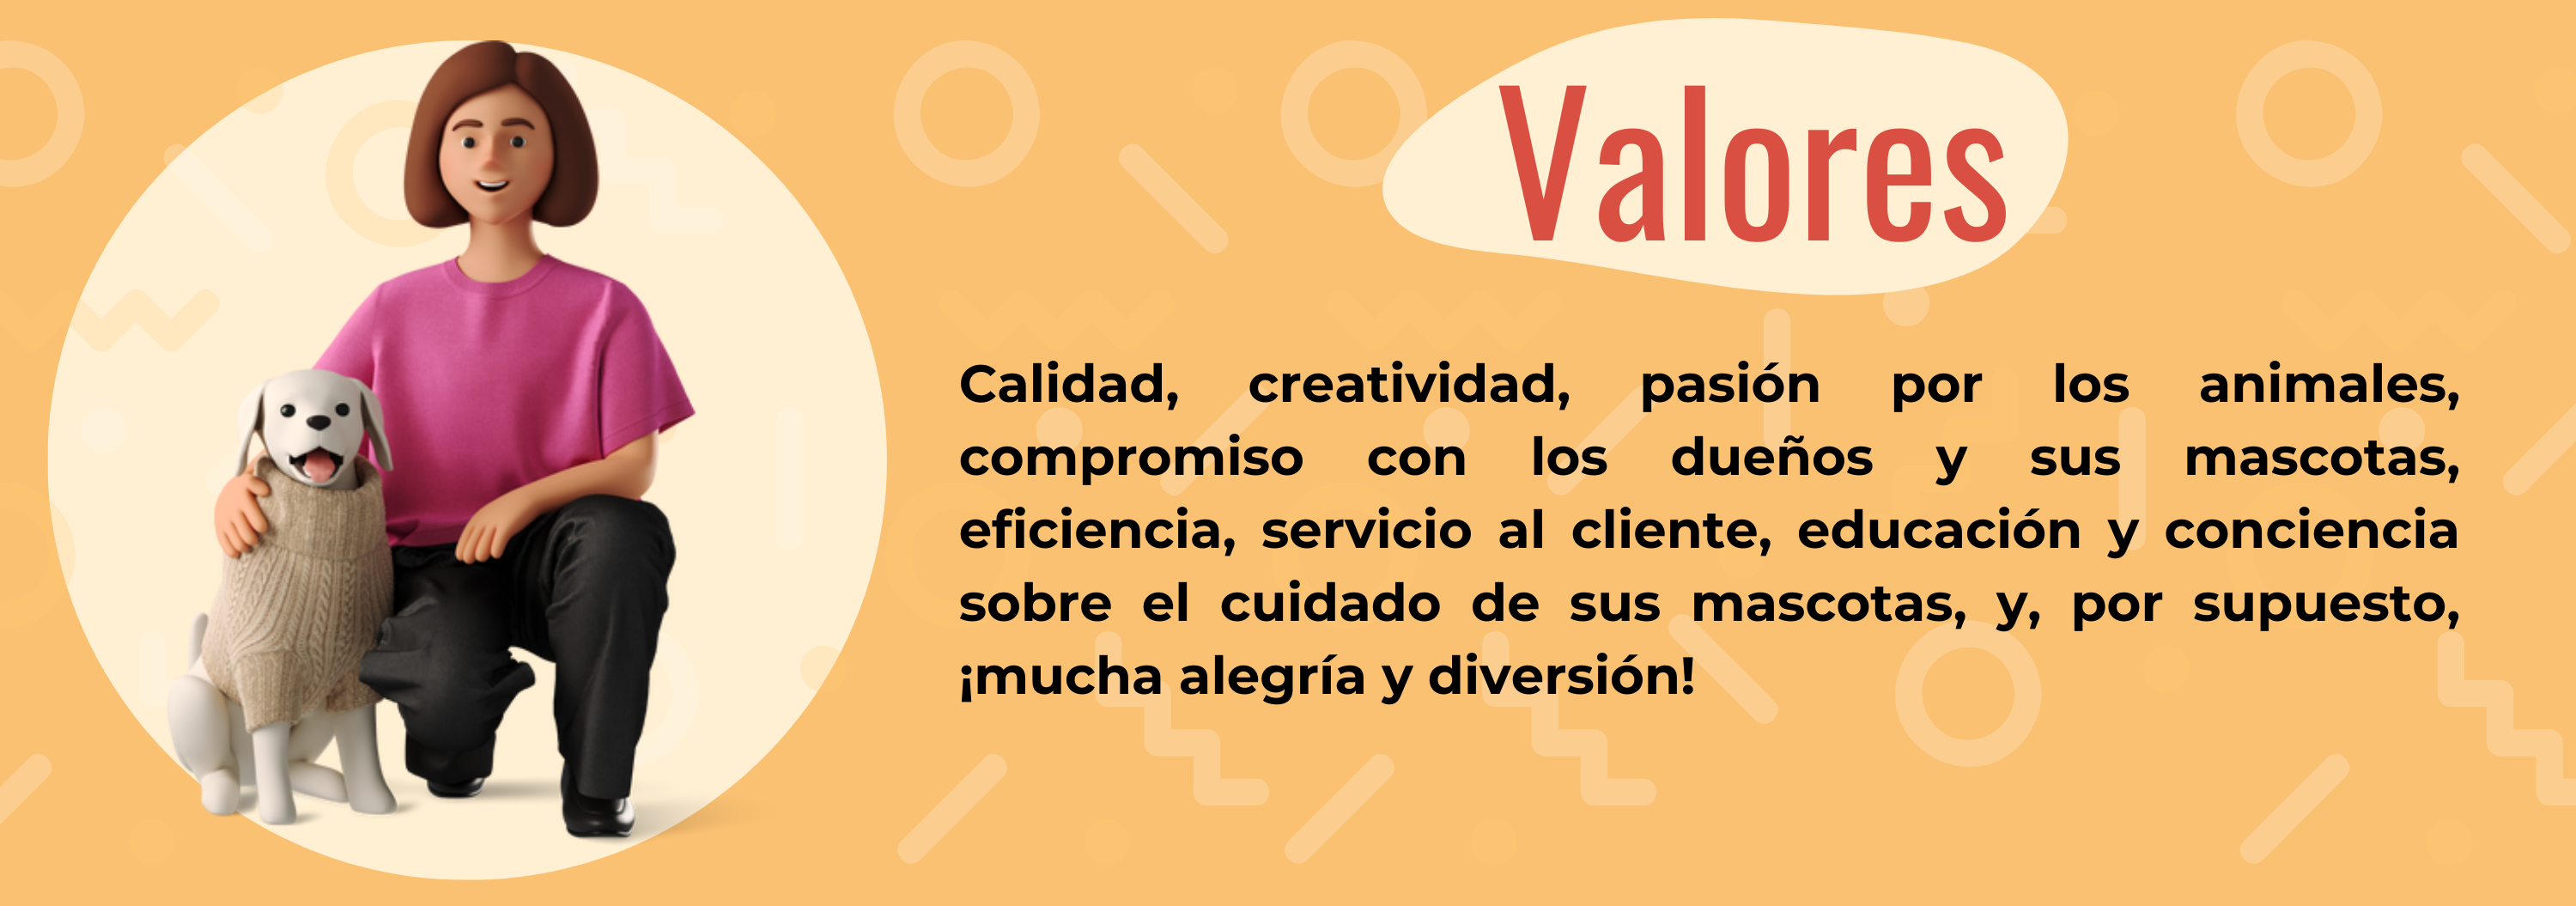 Valores
Calidad, creatividad, pasión por los animales,
compromiso con los dueños y sus mascotas,
eficiencia, servicio al cliente, educación y conciencia
sobre el cuidado de sus mascotas, y, por supuesto,
¡mucha alegría y diversión!